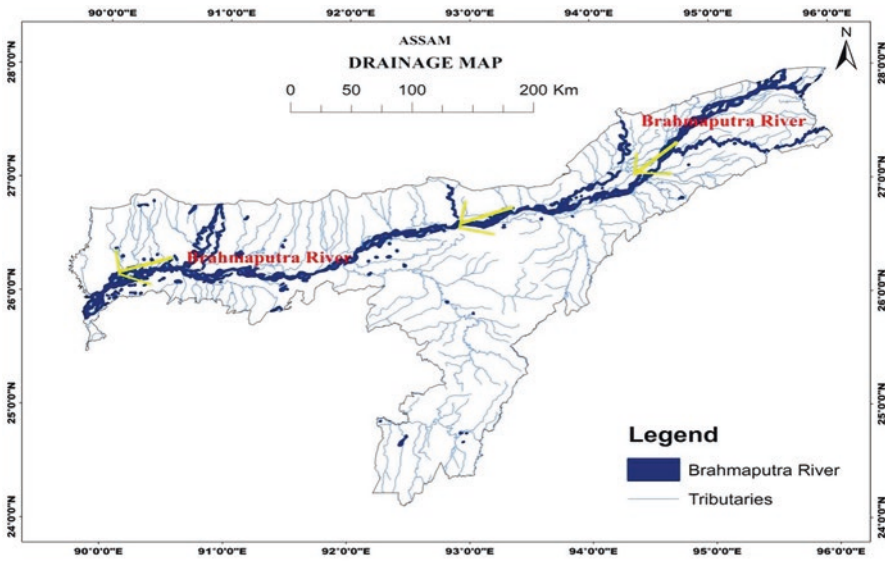 90°0'0"E 91°0'0"E 92°0'0"E 93°0'0"E 94°0'0"E 95°0'0"E 96°0'0"E
ASSAM
DRAINAGE MAP
N
0 50 100 200 Km
28°0'0"N
28°0'0"N
Brahmaputra River
27°0'0"N
27°0'0"N
Brahmaputra River
26°0'0"N
26°0'0"N
25°0'0"N
25°0'0"N
Legend
Brahmaputra River
Tributaries
24°0'0"N
24°0'0"N
90°0'0"E 91°0'0"E 92°0'0"E 93°0'0"E 94°0'0"E 95°0'0"E 96°0'0"E